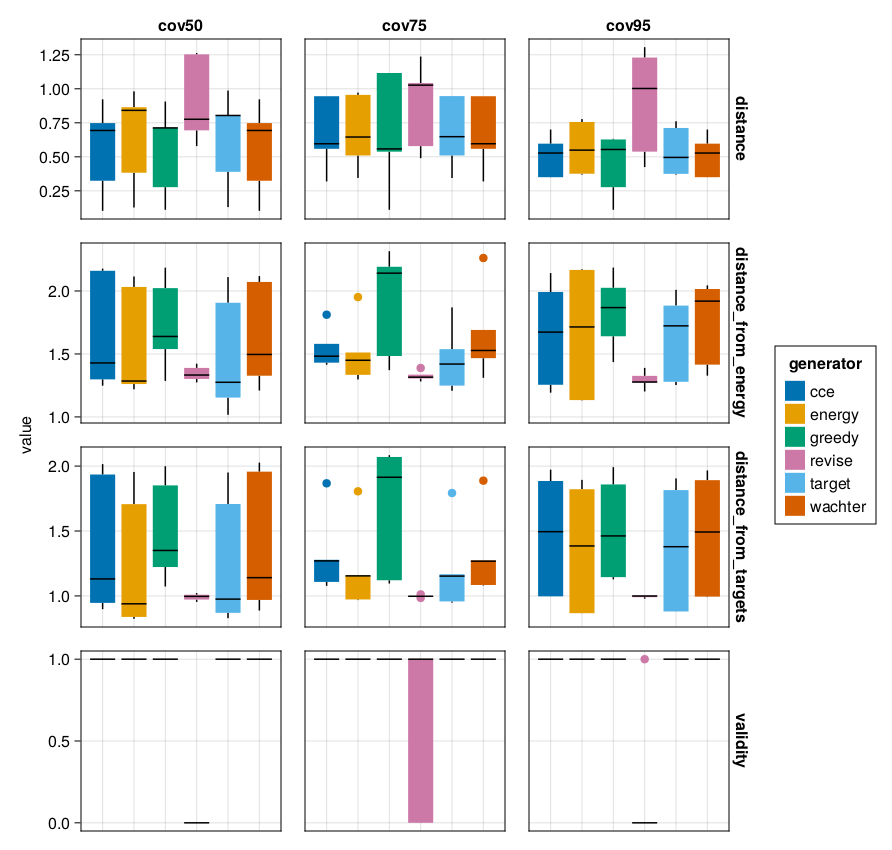 cov50 cov75 cov95
1.25
1.00
0.75
0.50
0.25
distance
2.0
1.5
1.0
distance_from_energy
value
2.0
1.5
1.0
distance_from_targets
1.0
0.5
0.0
validity
generator
cce
energy
greedy
revise
target
wachter